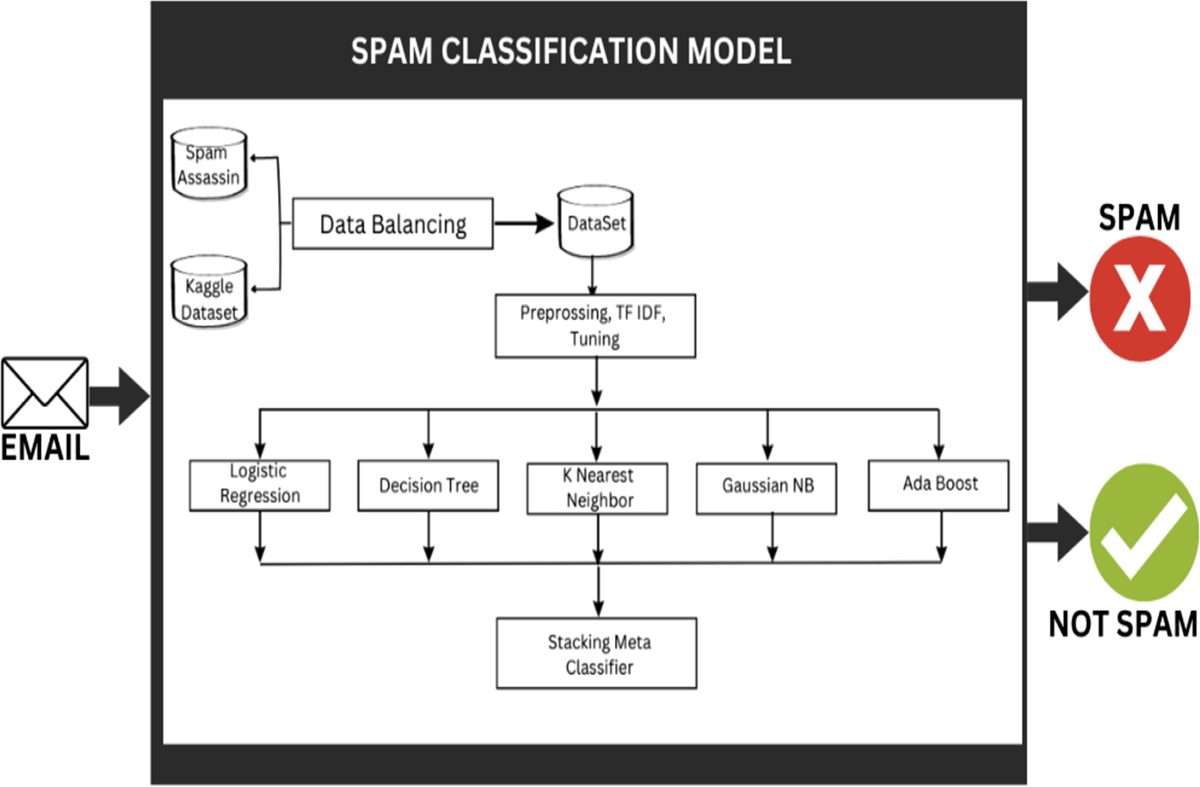 SPAM CLASSIFICATION MODEL
Spam
Assassin
Data Balancing
DataSet
Kaggle
Dataset
Preprossing, TF IDF,
Tuning
EMAIL
Logistic
Regression
Decision Tree
K Nearest
Neighbor
Gaussian NB
Ada Boost
Stacking Meta
Classifier
SPAM
X
NOT SPAM